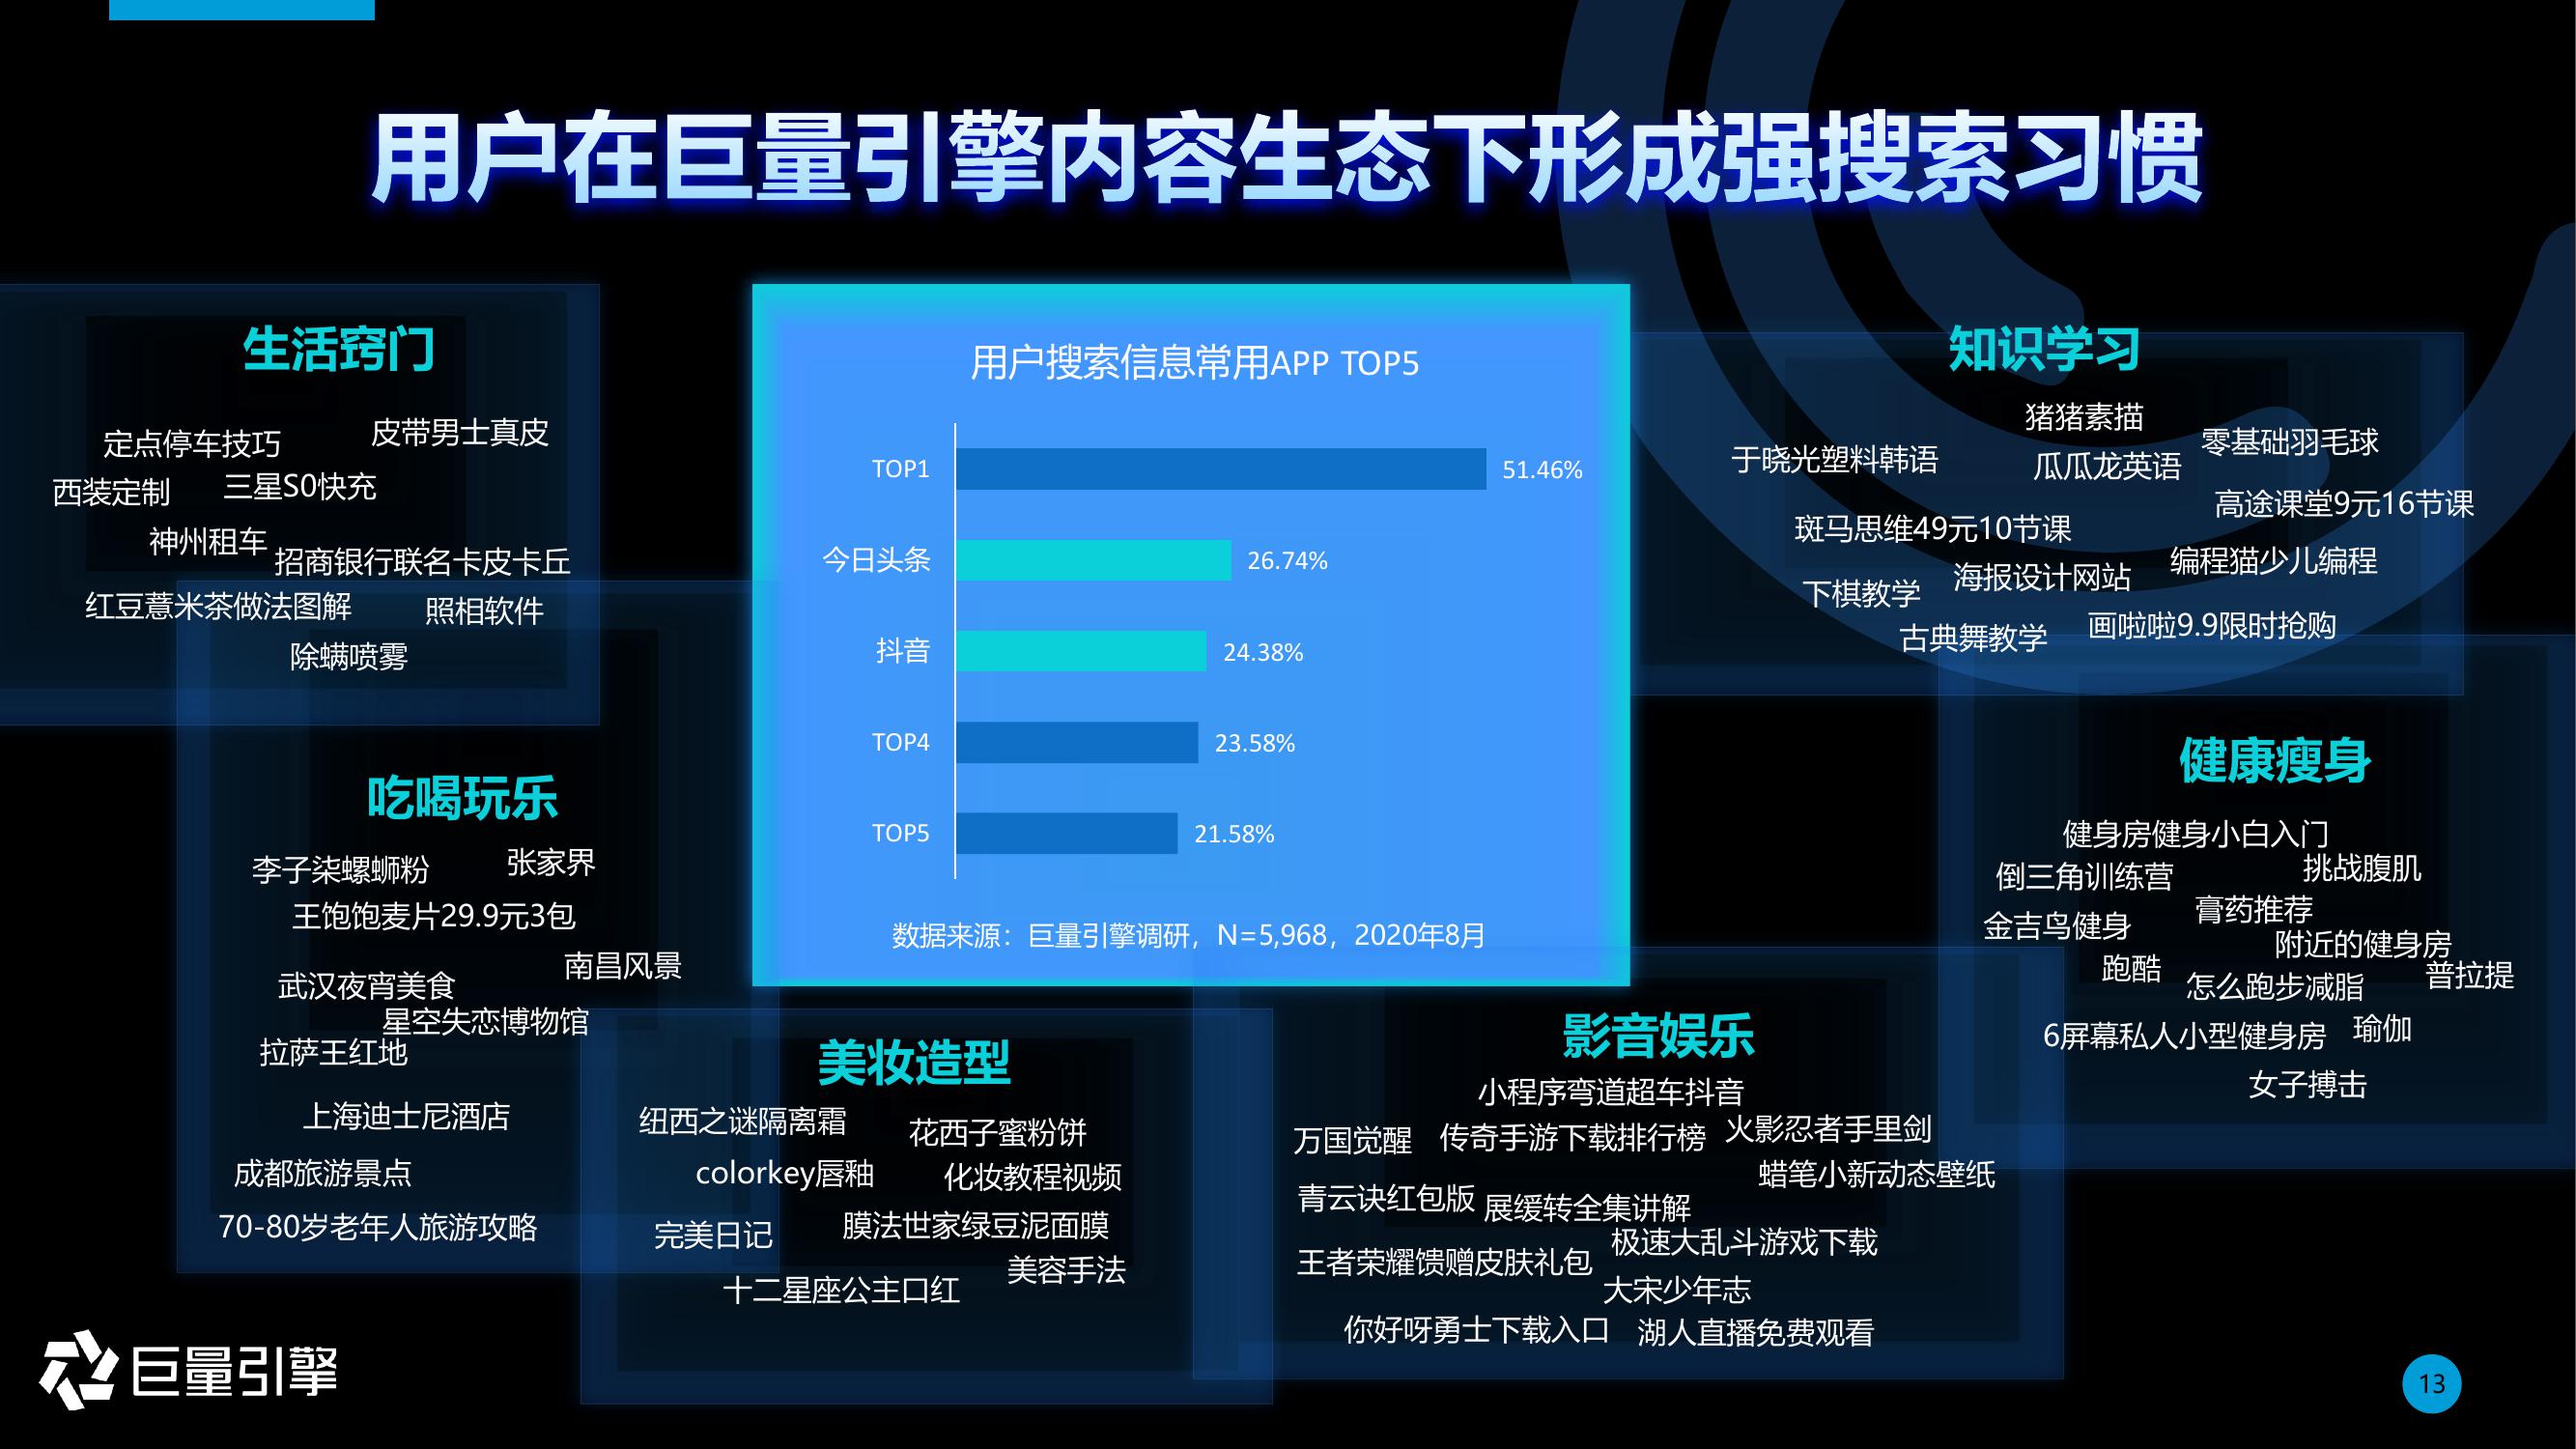 用户在巨量引擎内容生态下形成强搜索习惯
生活窍门
定点停车技巧
皮带男士真皮
西装定制
三星S0快充
神州租车
招商银行联名卡皮卡丘
红豆薏米茶做法图解
照相软件
除螨喷雾
吃喝玩乐
李子柒螺蛳粉
张家界
王饱饱麦片29.9元3包
南昌风景
武汉夜宵美食
星空失恋博物馆
拉萨王红地
上海迪士尼酒店
成都旅游景点
70-80岁老年人旅游攻略
用户搜索信息常用APP TOP5
TOP1 51.46%
今日头条 26.74%
抖音 24.38%
TOP4 23.58%
TOP5 21.58%
数据来源：巨量引擎调研，N=5,968，2020年8月
美妆造型
纽西之谜隔离霜
花西子蜜粉饼
colorkey唇釉
化妆教程视频
完美日记
膜法世家绿豆泥面膜
美容手法
十二星座公主口红
影音娱乐
小程序弯道超车抖音
万国觉醒
传奇手游下载排行榜
火影忍者手里剑
蜡笔小新动态壁纸
青云诀红包版
展缓转全集讲解
极速大乱斗游戏下载
王者荣耀馈赠皮肤礼包
大宋少年志
你好呀勇士下载入口
湖人直播免费观看
知识学习
猪猪素描
于晓光塑料韩语
瓜瓜龙英语
零基础羽毛球
高途课堂9元16节课
斑马思维49元10节课
编程猫少儿编程
下棋教学
海报设计网站
古典舞教学
画啦啦9.9限时抢购
健康瘦身
健身房健身小白入门
倒三角训练营
挑战腹肌
金吉鸟健身
膏药推荐
附近的健身房
跑酷
怎么跑步减脂
普拉提
6屏幕私人小型健身房
瑜伽
女子搏击
巨量引擎
13